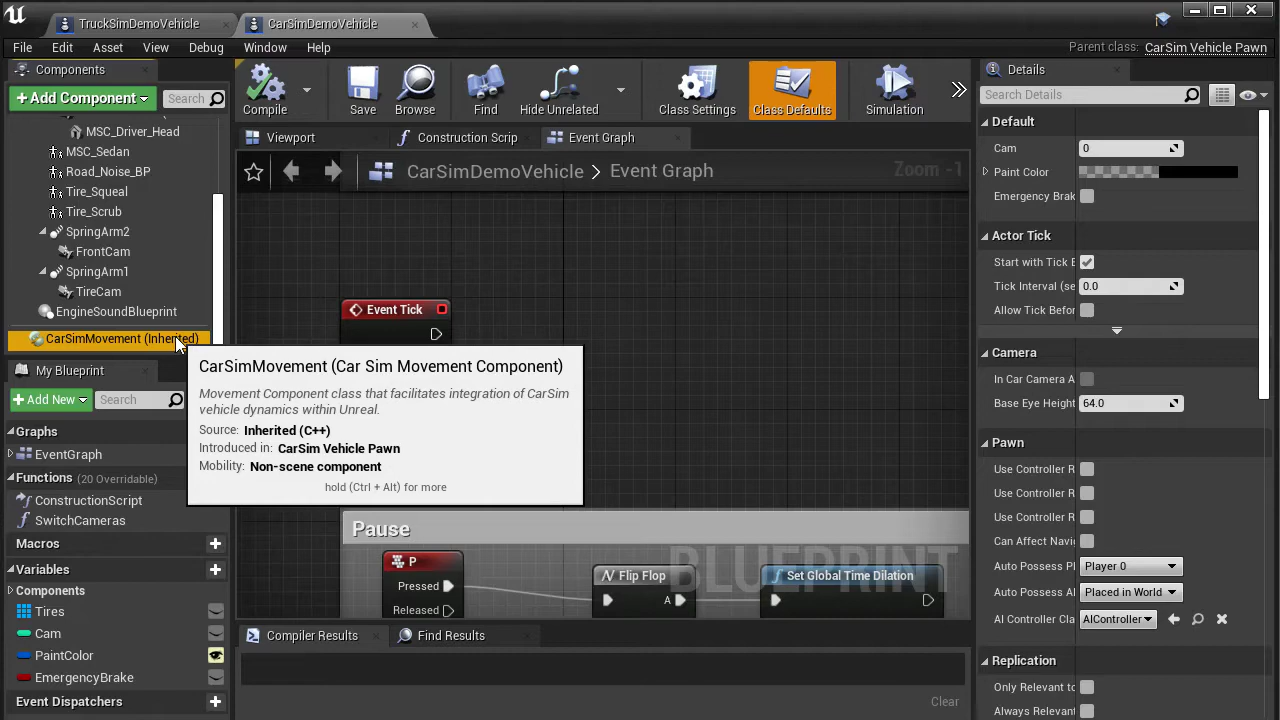 TruckSimDemoVehicle
CarSimDemoVehicle
File Edit Asset View Debug Window Help
Parent class: CarSim Vehicle Pawn
Components
+ Add Component
Search
MSC_Driver_Head
MSC_Sedan
Road_Noise_BP
Tire_Squeal
Tire_Scrub
SpringArm2
FrontCam
SpringArm1
TireCam
EngineSoundBlueprint
CarSimMovement (Inherited)
My Blueprint
+ Add New
Search
Graphs
EventGraph
Functions (20 Overridable)
ConstructionScript
SwitchCameras
Macros
Variables
Components
Tires
Cam
PaintColor
EmergencyBrake
Event Dispatchers
Compile
Save
Browse
Find
Hide Unrelated
Class Settings
Class Defaults
Simulation
Viewport
Construction Scrip
Event Graph
CarSimDemoVehicle > Event Graph
Zoom -1
Event Tick
CarSimMovement (Car Sim Movement Component)
Movement Component class that facilitates integration of CarSim
vehicle dynamics within Unreal.
Source: Inherited (C++)
Introduced in: CarSim Vehicle Pawn
Mobility: Non-scene component
hold (Ctrl + Alt) for more
Pause
BLUEPRINT
P
Pressed
Released
Flip Flop
A
Set Global Time Dilation
Compiler Results
Find Results
Clear
Details
Search Details
Default
Cam 0
Paint Color
Emergency Brak
Actor Tick
Start with Tick E
Tick Interval (se 0.0
Allow Tick Befor
Camera
In Car Camera A
Base Eye Height 64.0
Pawn
Use Controller R
Use Controller R
Use Controller R
Can Affect Navig
Auto Possess Pl Player 0
Auto Possess AI Placed in World
AI Controller Cla AIController
Replication
Only Relevant to
Always Relevant